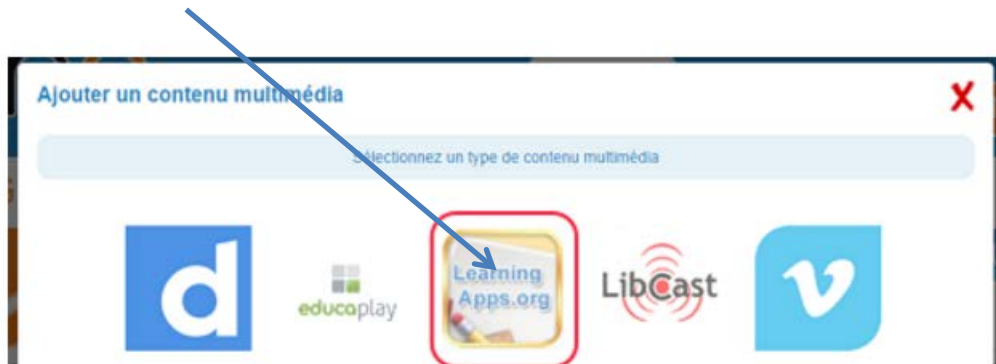 Ajouter un contenu multimédia
X
Sélectionnez un type de contenu multimédia
d
educaplay
Learning
Apps.org
LibCast
v